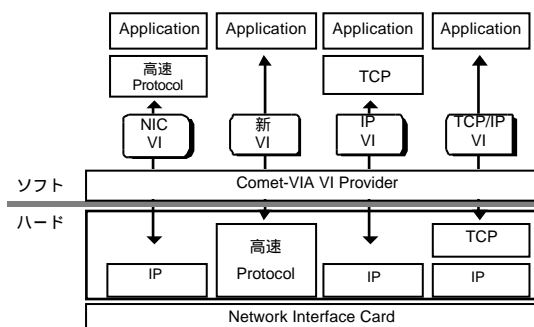 Application Application Application Application
高速
Protocol
TCP
NIC
VI
新
VI
IP
VI
TCP/IP
VI
ソフト
Comet-VIA VI Provider
ハード
IP
高速
Protocol
IP
TCP
IP
Network Interface Card